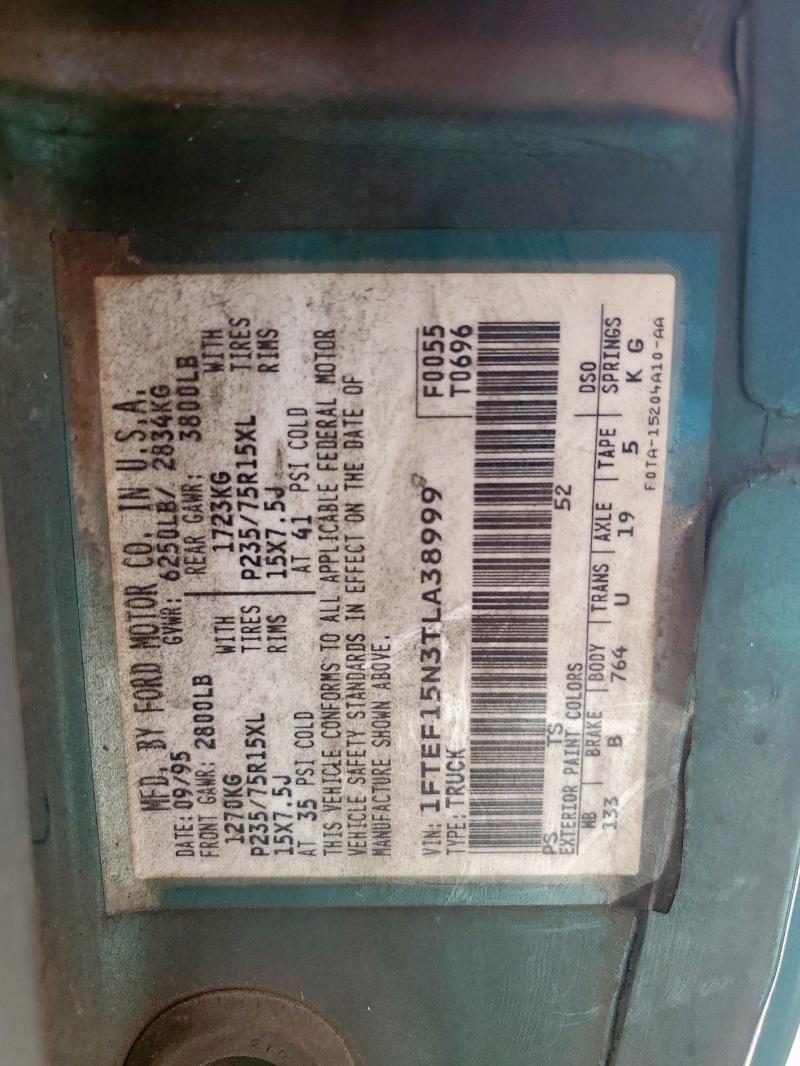 MFD. BY FORD MOTOR CO. IN U.S.A.
DATE: 09/95 GVWR: 6250LB/ 2834KG
FRONT GAWR: 2800LB REAR GAWR: 3800LB
1270KG WITH 1723KG WITH
P235/75R15XL TIRES P235/75R15XL TIRES
15X7.5J RIMS 15X7.5J RIMS
AT 35 PSI COLD AT 41 PSI COLD
THIS VEHICLE CONFORMS TO ALL APPLICABLE FEDERAL MOTOR
VEHICLE SAFETY STANDARDS IN EFFECT ON THE DATE OF
MANUFACTURE SHOWN ABOVE.
F0055
VIN: 1FTEF15N3TLA38999
TYPE: TRUCK T0696
PS TS 52
EXTERIOR PAINT COLORS DSO
WB BRAKE BODY TRANS AXLE TAPE SPRINGS
133 B 764 U 19 5 K G
F0TA-15204A10-AA